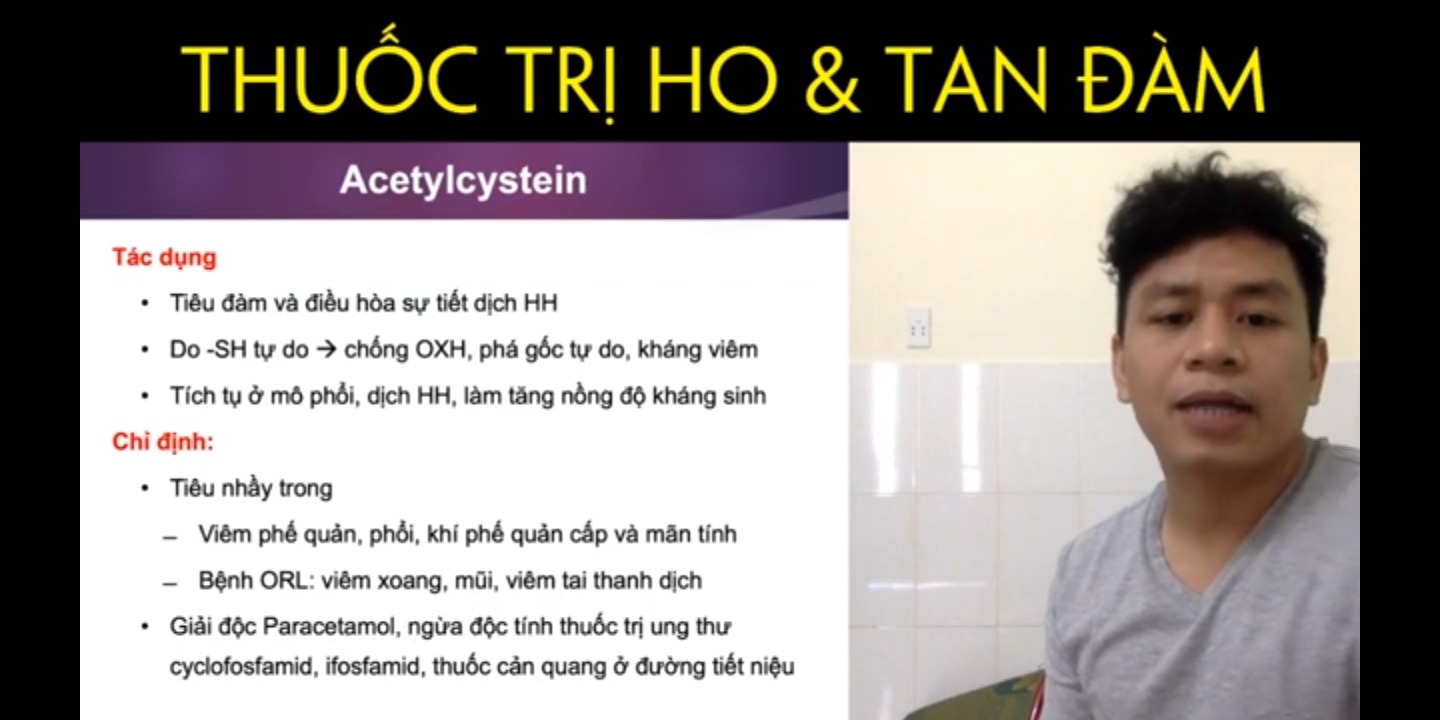 THUỐC TRỊ HO & TAN ĐÀM
Acetylcystein
Tác dụng
• Tiêu đàm và điều hòa sự tiết dịch HH
• Do -SH tự do → chống OXH, phá gốc tự do, kháng viêm
• Tích tụ ở mô phổi, dịch HH, làm tăng nồng độ kháng sinh
Chỉ định:
• Tiêu nhầy trong
– Viêm phế quản, phổi, khí phế quản cấp và mãn tính
– Bệnh ORL: viêm xoang, mũi, viêm tai thanh dịch
• Giải độc Paracetamol, ngừa độc tính thuốc trị ung thư
cyclofosfamid, ifosfamid, thuốc cản quang ở đường tiết niệu